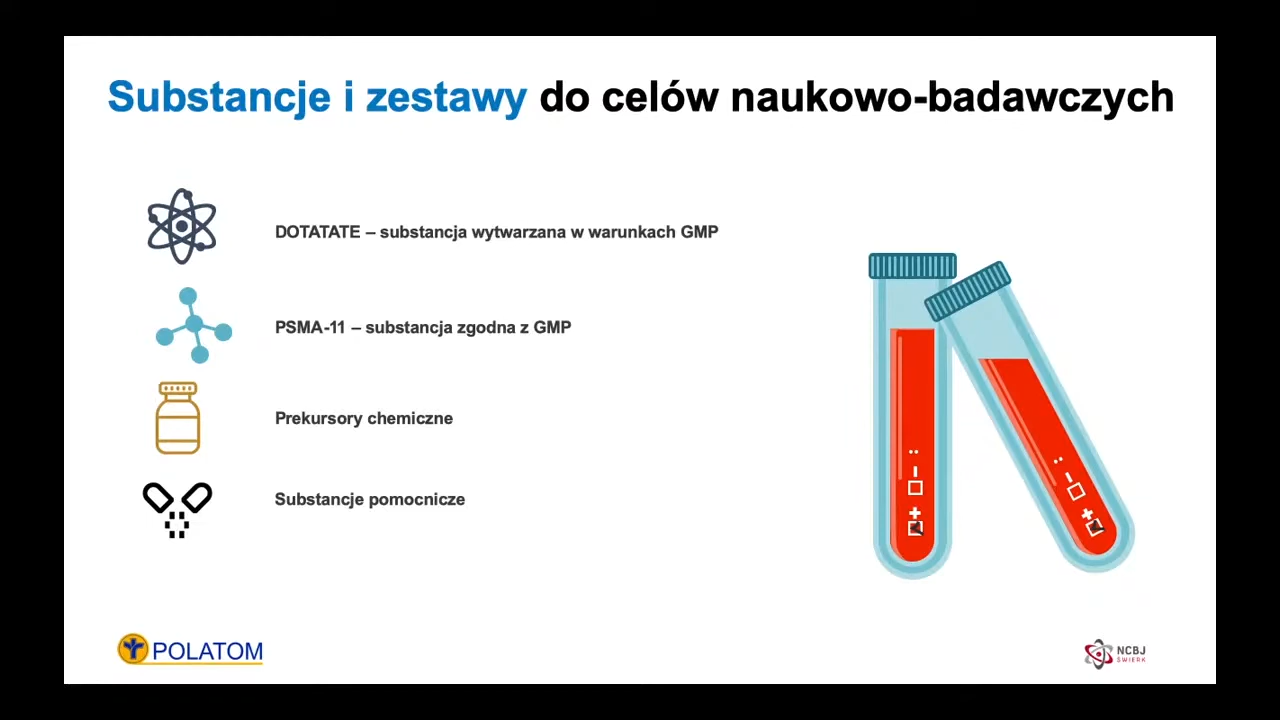 Substancje i zestawy do celów naukowo-badawczych
DOTATATE – substancja wytwarzana w warunkach GMP
PSMA-11 – substancja zgodna z GMP
Prekursory chemiczne
Substancje pomocnicze
POLATOM
NCBJ
ŚWIERK